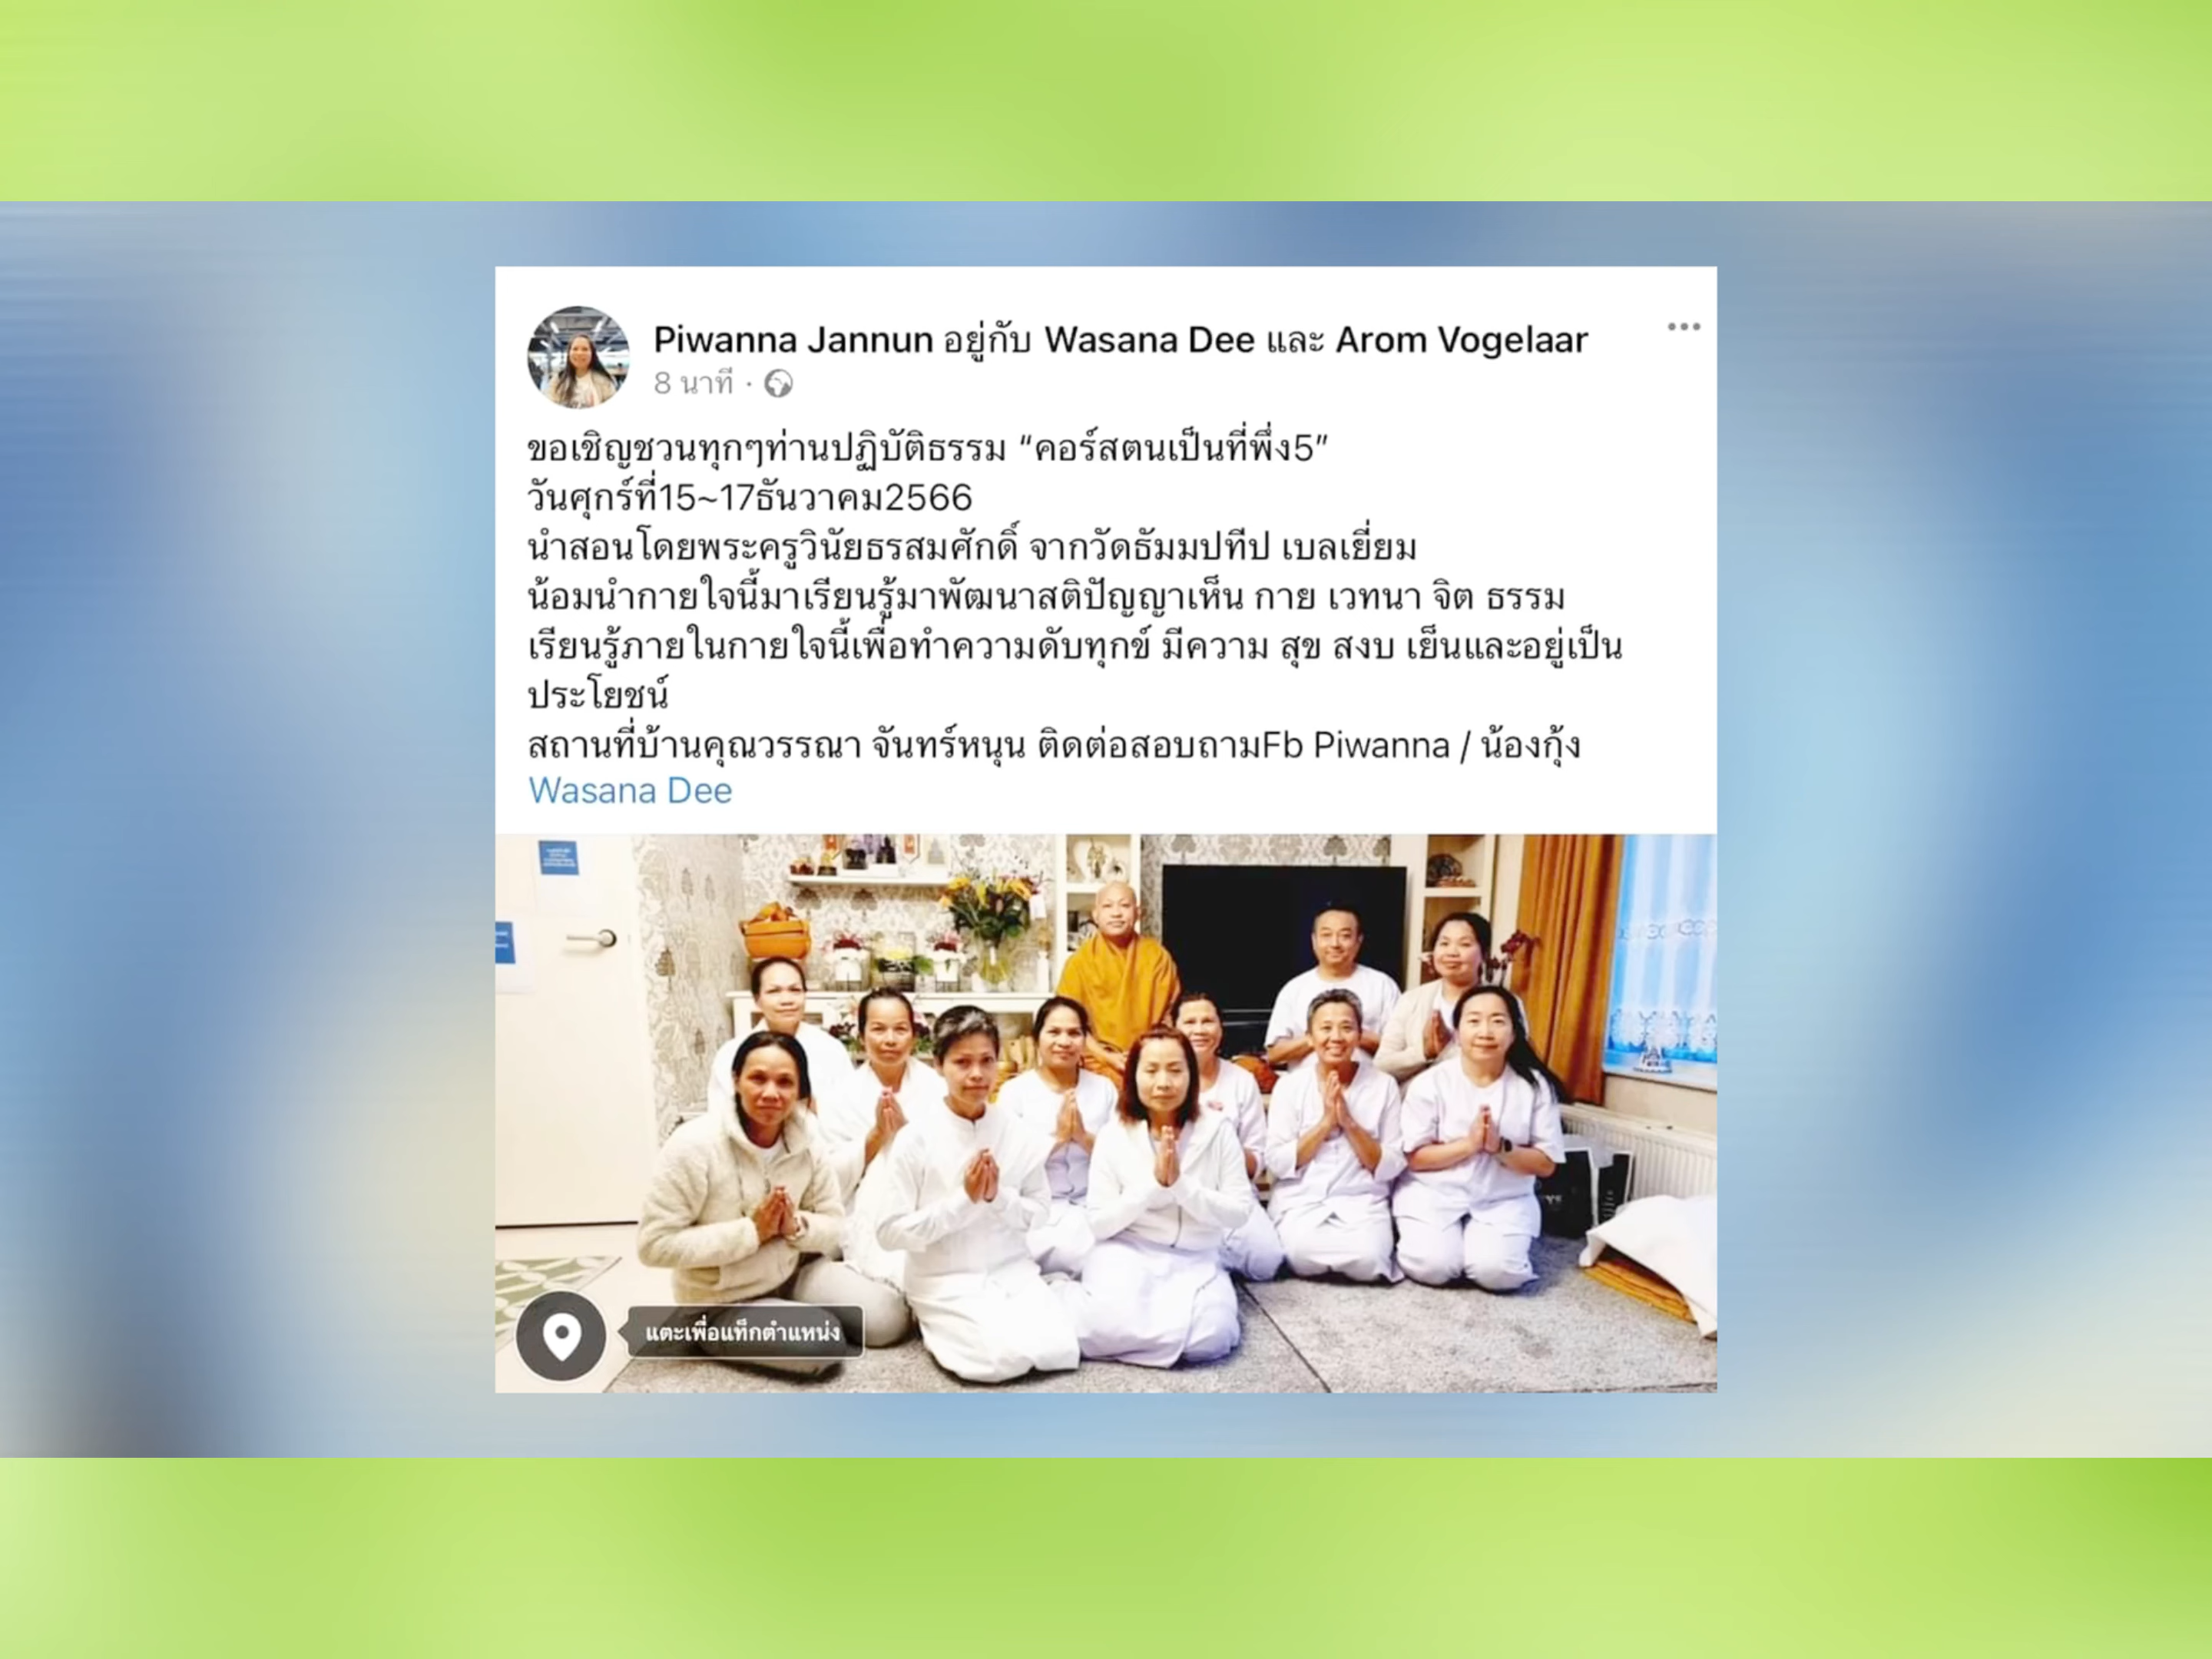 Piwanna Jannun อยู่กับ Wasana Dee และ Arom Vogelaar
8 นาที ·
ขอเชิญชวนทุกๆท่านปฏิบัติธรรม “คอร์สตนเป็นที่พึ่ง5”
วันศุกร์ที่15~17ธันวาคม2566
นำสอนโดยพระครูวินัยธรสมศักดิ์ จากวัดธัมมปทีป เบลเยี่ยม
น้อมนำกายใจนี้มาเรียนรู้มาพัฒนาสติปัญญาเห็น กาย เวทนา จิต ธรรม
เรียนรู้ภายในกายใจนี้เพื่อทำความดับทุกข์ มีความ สุข สงบ เย็นและอยู่เป็น
ประโยชน์
สถานที่บ้านคุณวรรณา จันทร์หนุน ติดต่อสอบถามFb Piwanna / น้องกุ้ง
Wasana Dee
แตะเพื่อแท็กตำแหน่ง